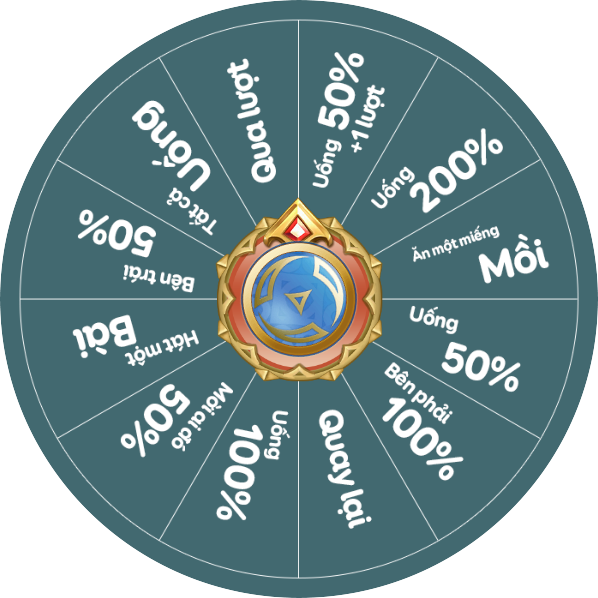 Uống 50%
+1 lượt
Uống
200%
Ăn một miếng
Mồi
Uống
50%
Bên phải
100%
Quay lại
Uống
100%
Mời ai đó
50%
Hát một
Bài
Bên trái
50%
Tất cả
Uống
Qua lượt